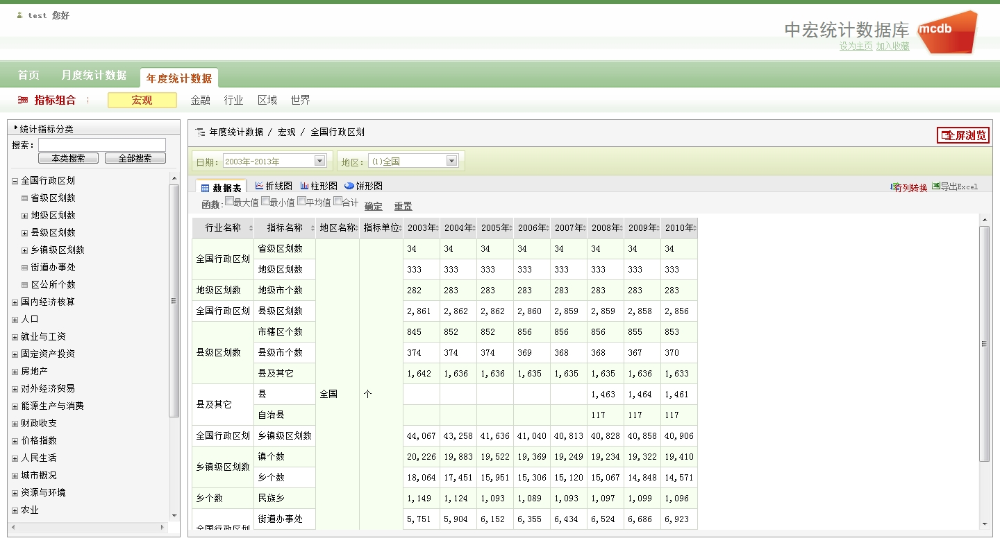 test 您好
中宏统计数据库
mcdb
设为主页 加入收藏
首页 月度统计数据 年度统计数据
指标组合 宏观 金融 行业 区域 世界
统计指标分类
搜索：
本类搜索 全部搜索
全国行政区划
省级区划数
地级区划数
县级区划数
乡镇级区划数
街道办事处
区公所个数
国内经济核算
人口
就业与工资
固定资产投资
房地产
对外经济贸易
能源生产与消费
财政收支
价格指数
人民生活
城市概况
资源与环境
农业
年度统计数据 / 宏观 / 全国行政区划
全屏浏览
日期： 2003年-2013年 地区： (1)全国
数据表 折线图 柱形图 饼形图 行列转换 导出Excel
函数: 最大值 最小值 平均值 合计 确定 重置
行业名称 指标名称 地区名称 指标单位 2003年 2004年 2005年 2006年 2007年 2008年 2009年 2010年
全国行政区划 省级区划数 34 34 34 34 34 34 34 34
地级区划数 333 333 333 333 333 333 333 333
地级区划数 地级市个数 282 283 283 283 283 283 283 283
全国行政区划 县级区划数 2,861 2,862 2,862 2,860 2,859 2,859 2,858 2,856
县级区划数 市辖区个数 845 852 852 856 856 856 855 853
县级市个数 374 374 374 369 368 368 367 370
县及其它 1,642 1,636 1,636 1,635 1,635 1,635 1,636 1,633
县及其它 县 全国 个 1,463 1,464 1,461
自治县 117 117 117
全国行政区划 乡镇级区划数 44,067 43,258 41,636 41,040 40,813 40,828 40,858 40,906
乡镇级区划数 镇个数 20,226 19,883 19,522 19,369 19,249 19,234 19,322 19,410
乡个数 18,064 17,451 15,951 15,306 15,120 15,067 14,848 14,571
乡个数 民族乡 1,149 1,124 1,093 1,089 1,093 1,097 1,099 1,096
全国行政区划 街道办事处 5,751 5,904 6,152 6,355 6,434 6,524 6,686 6,923